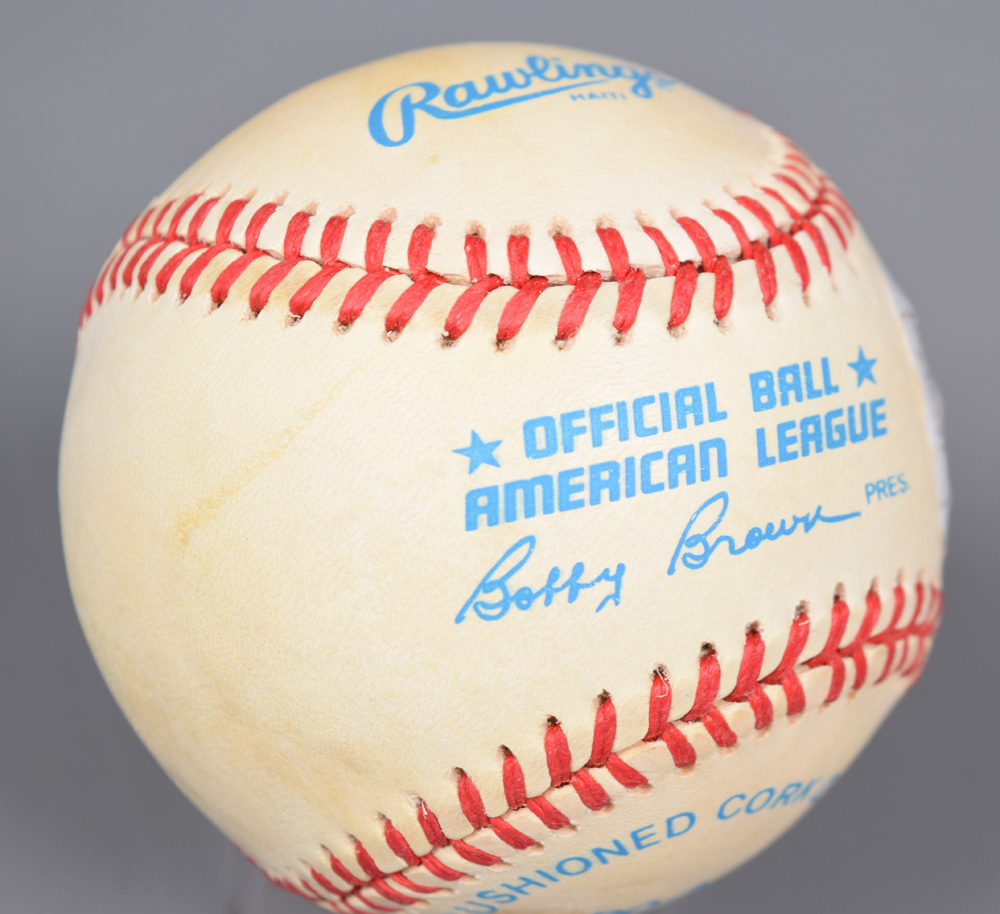 Rawlings
HAITI
★ OFFICIAL BALL ★
AMERICAN LEAGUE
Bobby Brown PRES.
USHIONED CORK